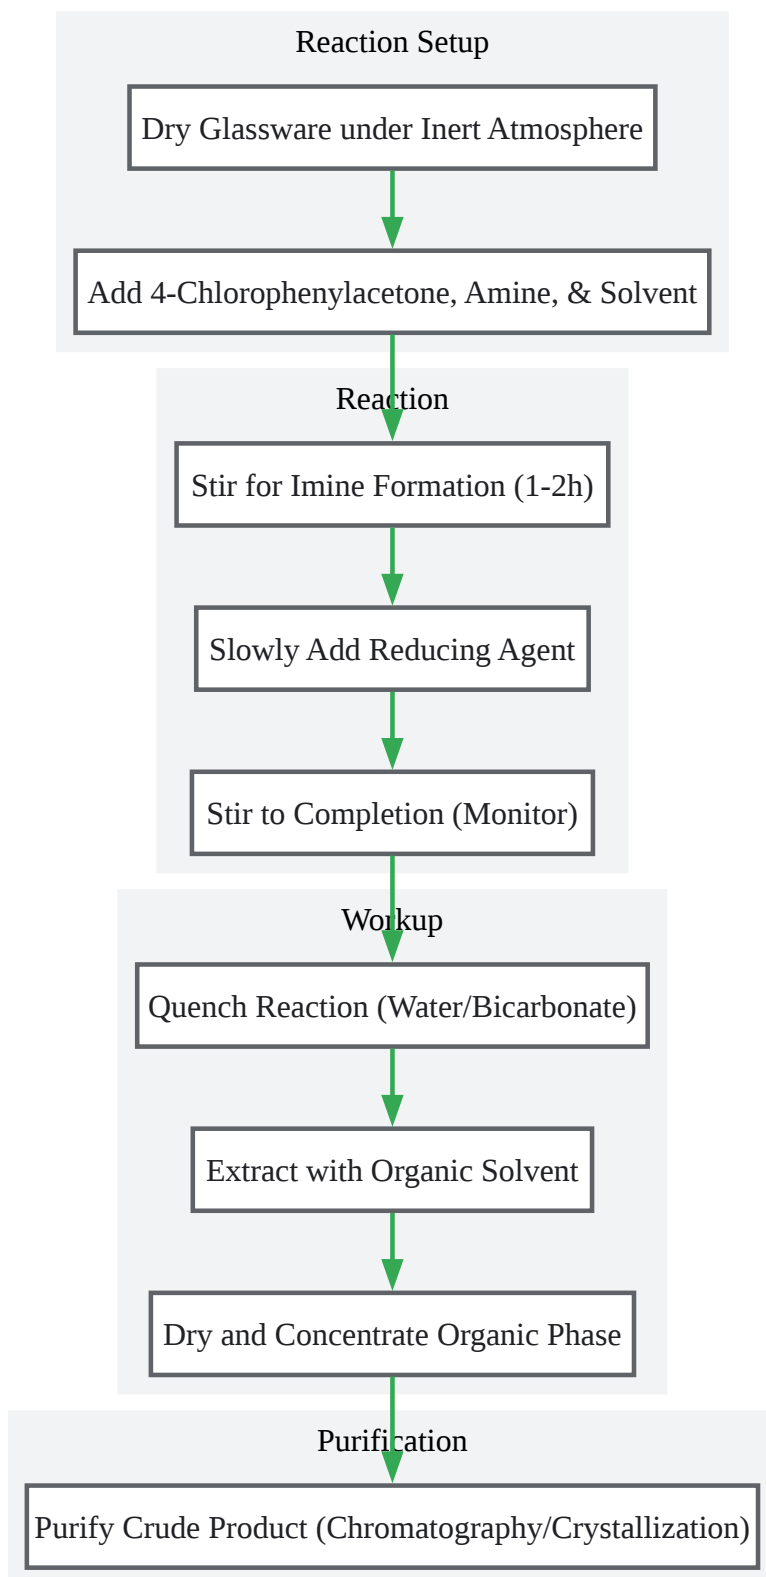 Reaction Setup
Dry Glassware under Inert Atmosphere
Add 4-Chlorophenylacetone, Amine, & Solvent
Reaction
Stir for Imine Formation (1-2h)
Slowly Add Reducing Agent
Stir to Completion (Monitor)
Workup
Quench Reaction (Water/Bicarbonate)
Extract with Organic Solvent
Dry and Concentrate Organic Phase
Purification
Purify Crude Product (Chromatography/Crystallization)